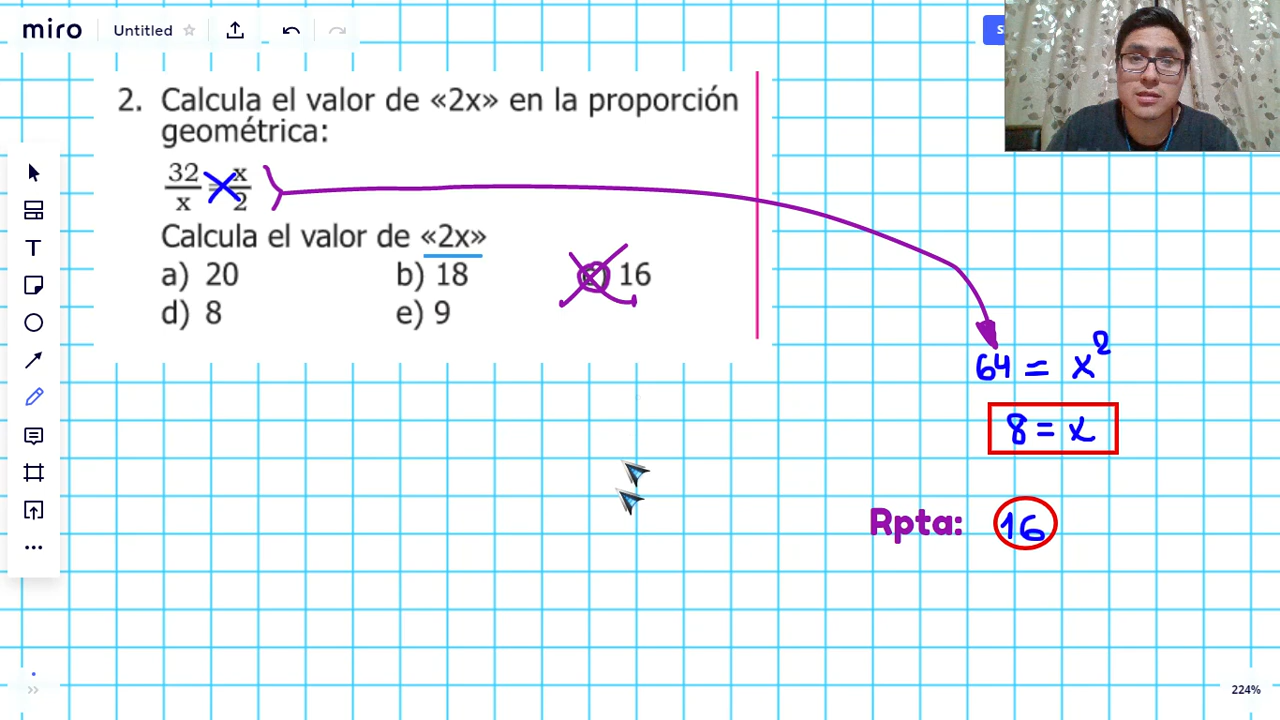 miro
Untitled
2. Calcula el valor de «2x» en la proporción
geométrica:
32/x = x/2
Calcula el valor de «2x»
a) 20 b) 18 16
d) 8 e) 9
64 = x²
8 = x
Rpta: 16
224%